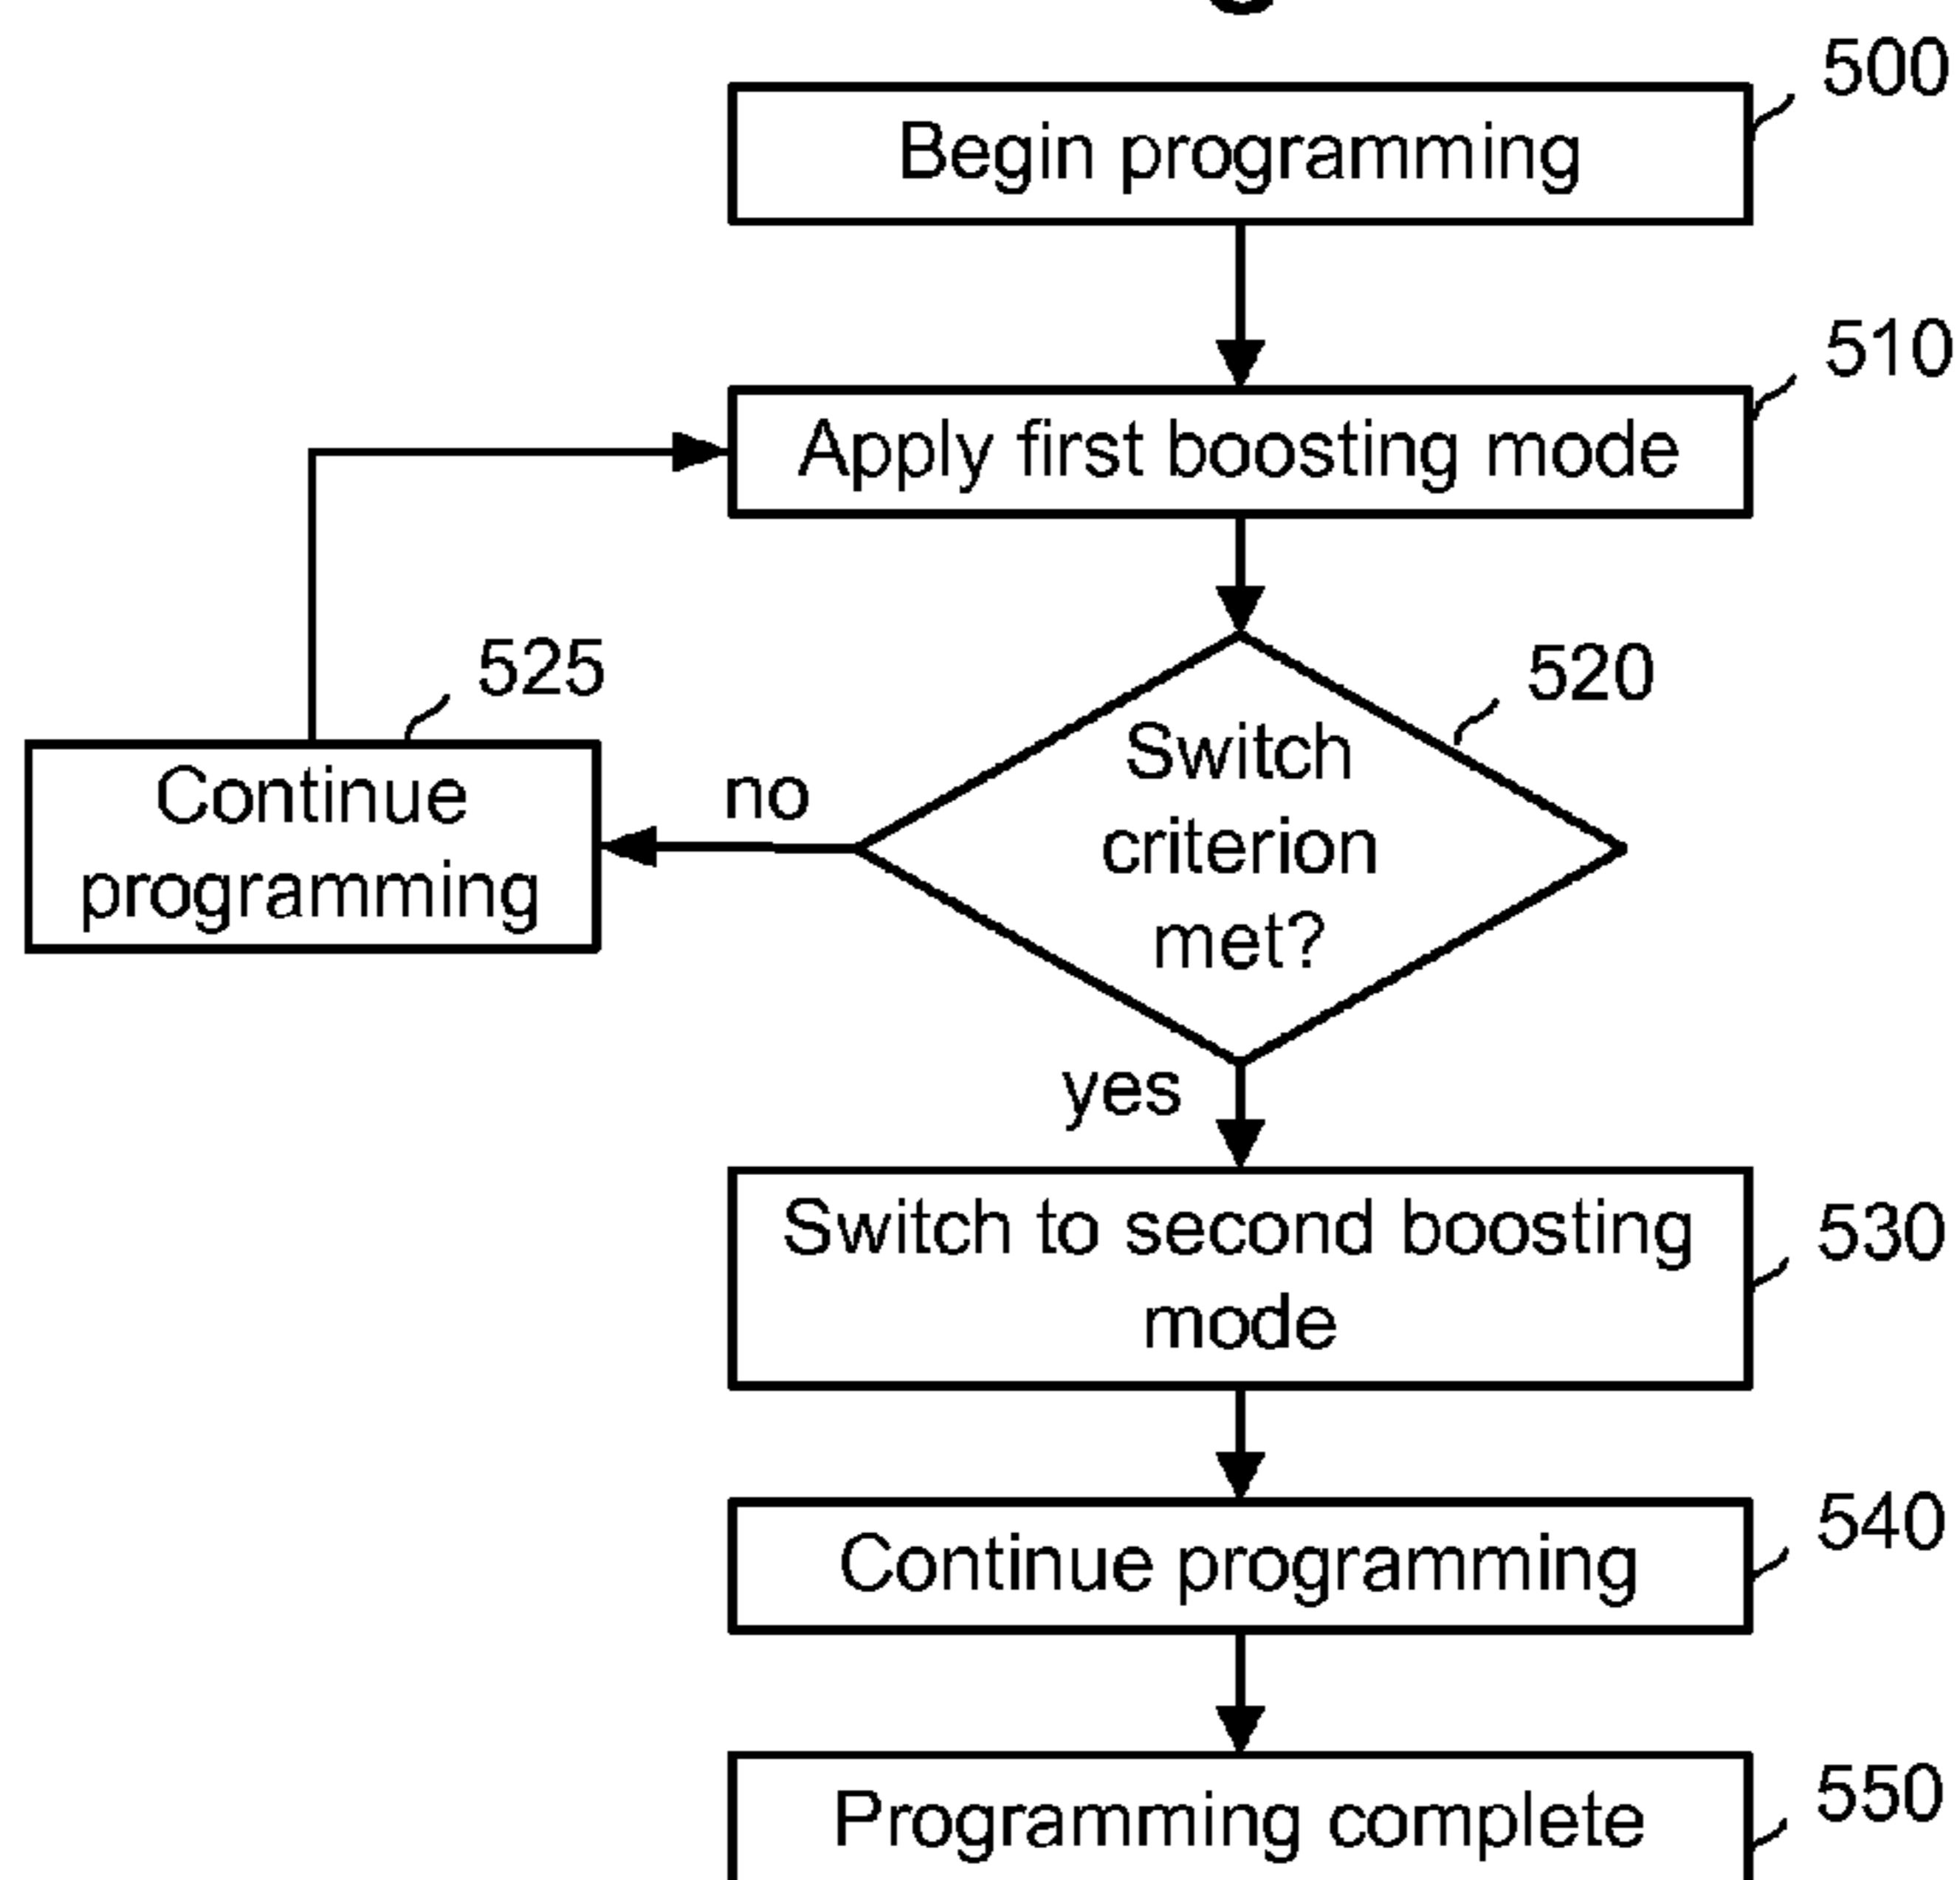 500
Begin programming
510
Apply first boosting mode
525
520
Switch
criterion
met?
no
Continue
programming
yes
Switch to second boosting
mode
530
540
Continue programming
550
Programming complete